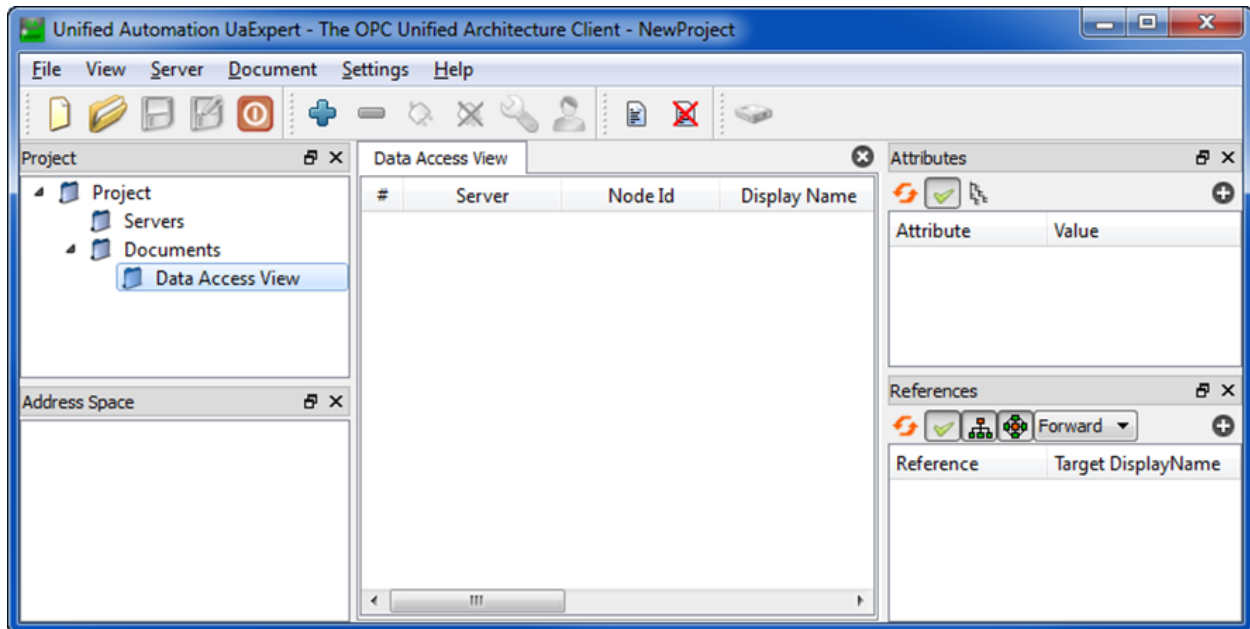 Unified Automation UaExpert - The OPC Unified Architecture Client - NewProject
File View Server Document Settings Help
Project
Project
Servers
Documents
Data Access View
Address Space
Data Access View
# Server Node Id Display Name
Attributes
Attribute Value
References
Forward
Reference Target DisplayName